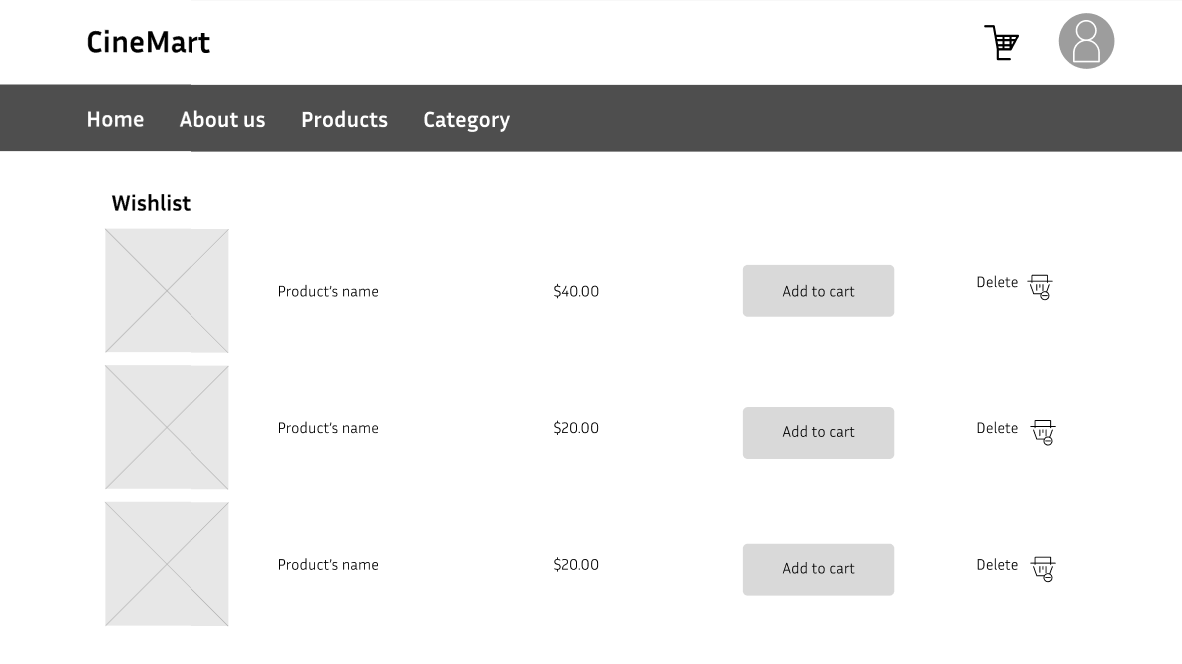 CineMart
Home About us Products Category
Wishlist
Product's name $40.00 Add to cart Delete
Product's name $20.00 Add to cart Delete
Product's name $20.00 Add to cart Delete